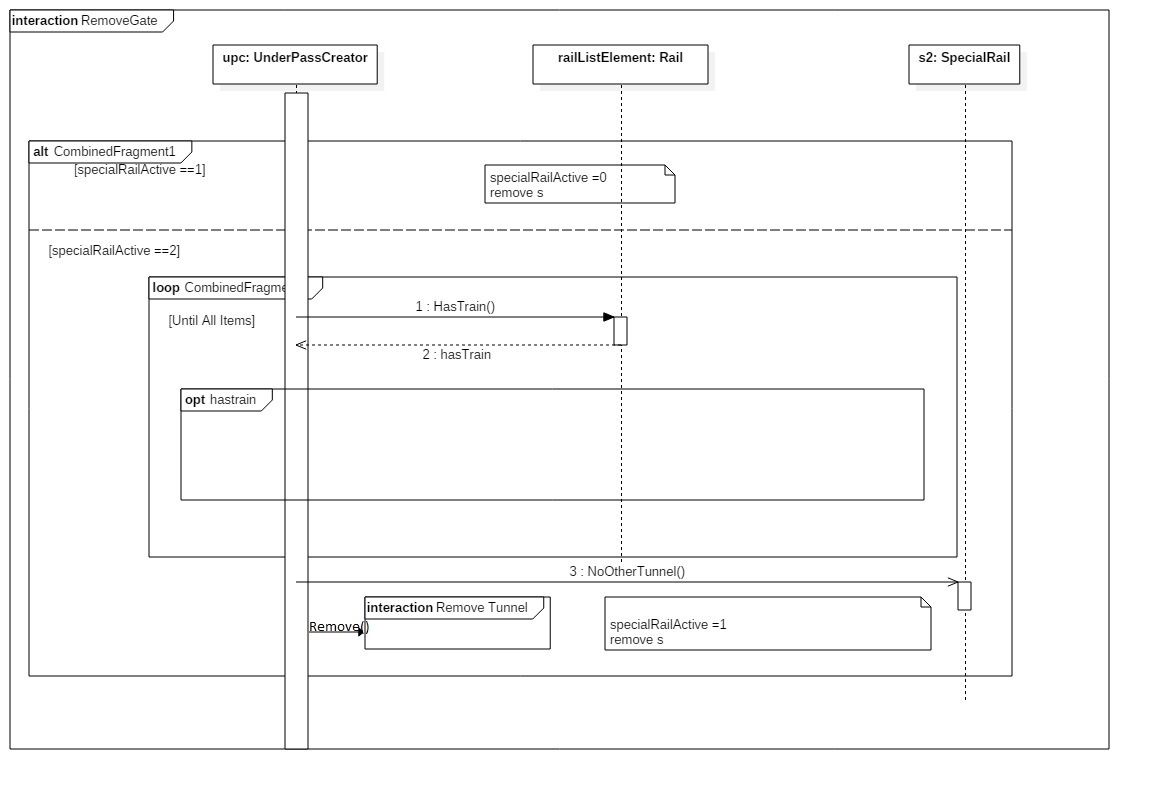 interaction RemoveGate
upc: UnderPassCreator
railListElement: Rail
s2: SpecialRail
alt CombinedFragment1
[specialRailActive ==1]
specialRailActive =0
remove s
[specialRailActive ==2]
loop CombinedFragme
1 : HasTrain()
[Until All Items]
2 : hasTrain
opt hastrain
3 : NoOtherTunnel()
interaction Remove Tunnel
Remove()
specialRailActive =1
remove s